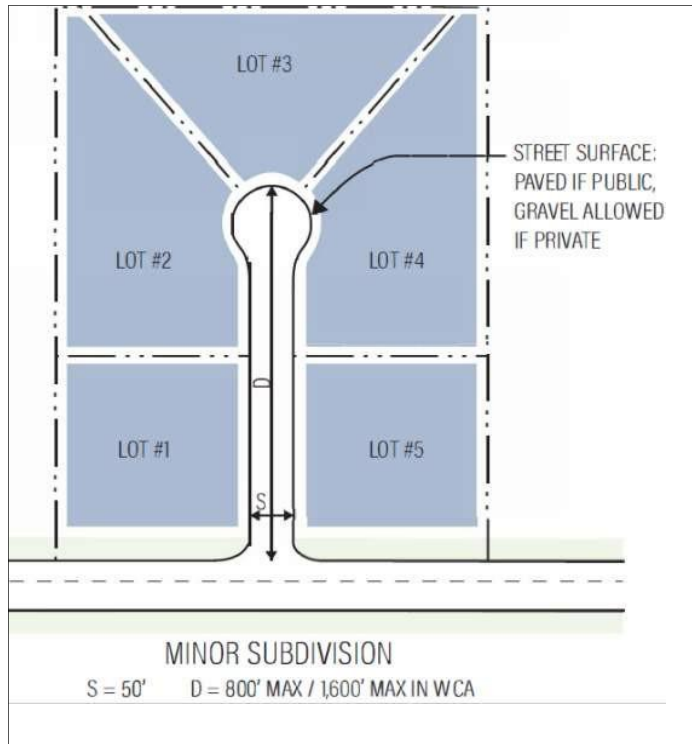 LOT #3
STREET SURFACE:
PAVED IF PUBLIC,
GRAVEL ALLOWED
IF PRIVATE
LOT #2
LOT #4
D
LOT #1
LOT #5
S
MINOR SUBDIVISION
S = 50' D = 800' MAX / 1,600' MAX IN WCA